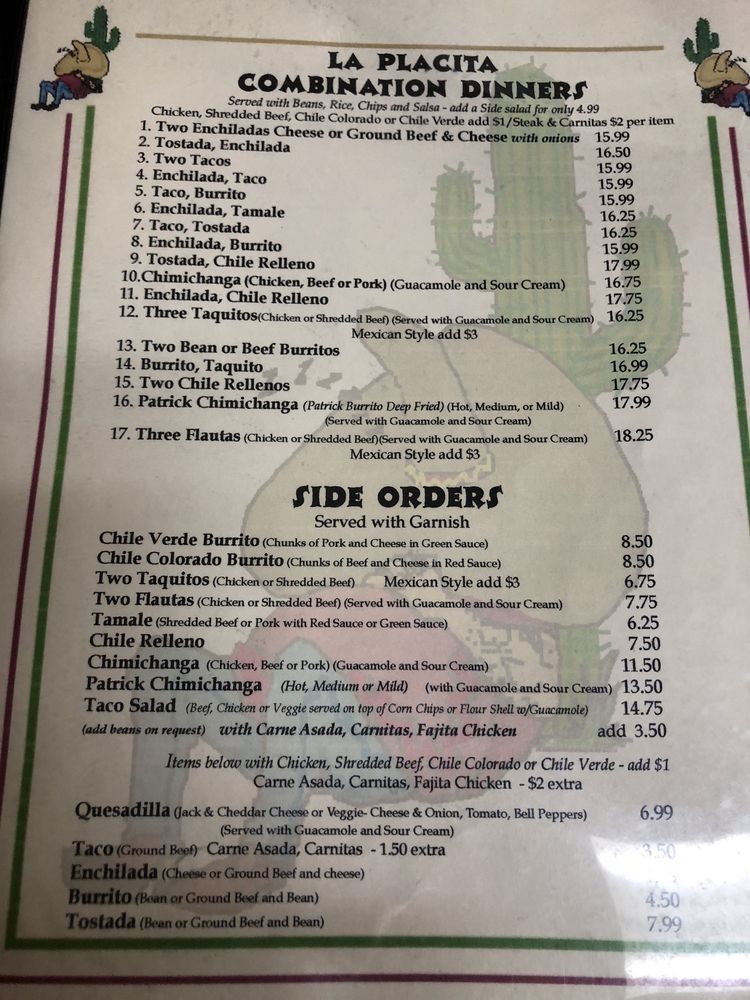 LA PLACITA
COMBINATION DINNERS
Served with Beans, Rice, Chips and Salsa - add a Side salad for only 4.99
Chicken, Shredded Beef, Chile Colorado or Chile Verde add $1/Steak & Carnitas $2 per item
1. Two Enchiladas Cheese or Ground Beef & Cheese with onions 15.99
2. Tostada, Enchilada 16.50
3. Two Tacos 15.99
4. Enchilada, Taco 15.99
5. Taco, Burrito 15.99
6. Enchilada, Tamale 16.25
7. Taco, Tostada 16.25
8. Enchilada, Burrito 15.99
9. Tostada, Chile Relleno 17.99
10.Chimichanga (Chicken, Beef or Pork) (Guacamole and Sour Cream) 16.75
11. Enchilada, Chile Relleno 17.75
12. Three Taquitos(Chicken or Shredded Beef) (Served with Guacamole and Sour Cream) 16.25
Mexican Style add $3
13. Two Bean or Beef Burritos 16.25
14. Burrito, Taquito 16.99
15. Two Chile Rellenos 17.75
16. Patrick Chimichanga (Patrick Burrito Deep Fried) (Hot, Medium, or Mild) 17.99
(Served with Guacamole and Sour Cream)
17. Three Flautas (Chicken or Shredded Beef)(Served with Guacamole and Sour Cream) 18.25
Mexican Style add $3
SIDE ORDERS
Served with Garnish
Chile Verde Burrito (Chunks of Pork and Cheese in Green Sauce) 8.50
Chile Colorado Burrito (Chunks of Beef and Cheese in Red Sauce) 8.50
Two Taquitos (Chicken or Shredded Beef) Mexican Style add $3 6.75
Two Flautas (Chicken or Shredded Beef) (Served with Guacamole and Sour Cream) 7.75
Tamale (Shredded Beef or Pork with Red Sauce or Green Sauce) 6.25
Chile Relleno 7.50
Chimichanga (Chicken, Beef or Pork) (Guacamole and Sour Cream) 11.50
Patrick Chimichanga (Hot, Medium or Mild) (with Guacamole and Sour Cream) 13.50
Taco Salad (Beef, Chicken or Veggie served on top of Corn Chips or Flour Shell w/Guacamole) 14.75
(add beans on request) with Carne Asada, Carnitas, Fajita Chicken add 3.50
Items below with Chicken, Shredded Beef, Chile Colorado or Chile Verde - add $1
Carne Asada, Carnitas, Fajita Chicken - $2 extra
Quesadilla (Jack & Cheddar Cheese or Veggie- Cheese & Onion, Tomato, Bell Peppers) 6.99
(Served with Guacamole and Sour Cream)
Taco (Ground Beef) Carne Asada, Carnitas - 1.50 extra 3.50
Enchilada (Cheese or Ground Beef and cheese)
Burrito (Bean or Ground Beef and Bean) 4.50
Tostada (Bean or Ground Beef and Bean) 7.99